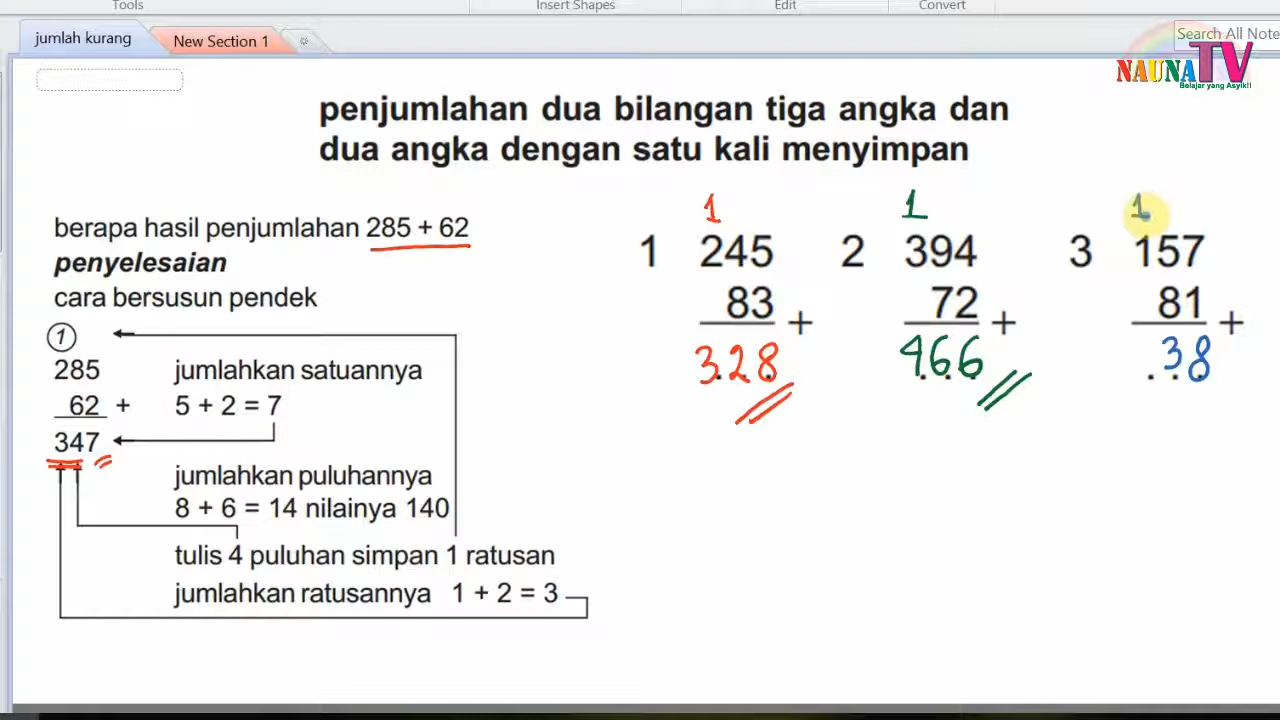 Tools
Insert Shapes
Edit
Convert
jumlah kurang
New Section 1
Search All Note
NAUNA TV
Belajar yang Asyik!!
penjumlahan dua bilangan tiga angka dan
dua angka dengan satu kali menyimpan
berapa hasil penjumlahan 285 + 62
penyelesaian
cara bersusun pendek
1
285
62 +
347
jumlahkan satuannya
5 + 2 = 7
jumlahkan puluhannya
8 + 6 = 14 nilainya 140
tulis 4 puluhan simpan 1 ratusan
jumlahkan ratusannya 1 + 2 = 3
1
1 245
83 +
328
1
2 394
72 +
466
1
3 157
81 +
. 38